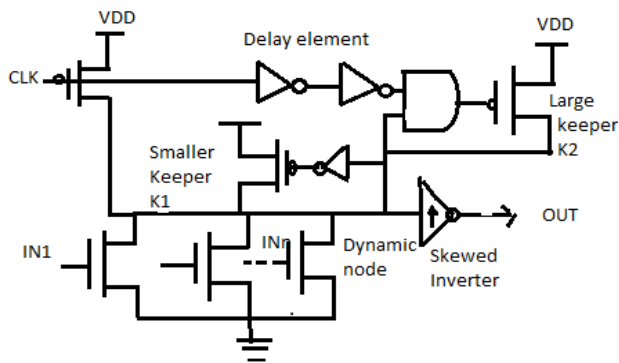 VDD
Delay element
VDD
CLK
Large
keeper
K2
Smaller
Keeper
K1
IN1
INn
Dynamic
node
Skewed
Inverter
OUT